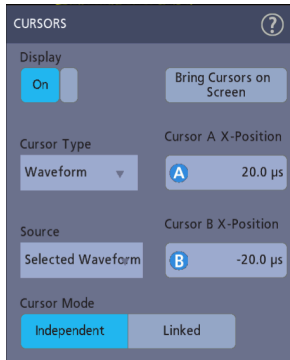 CURSORS
?
Display
On
Bring Cursors on
Screen
Cursor Type
Cursor A X-Position
Waveform
A
20.0 µs
Source
Cursor B X-Position
Selected Waveform
B
-20.0 µs
Cursor Mode
Independent
Linked